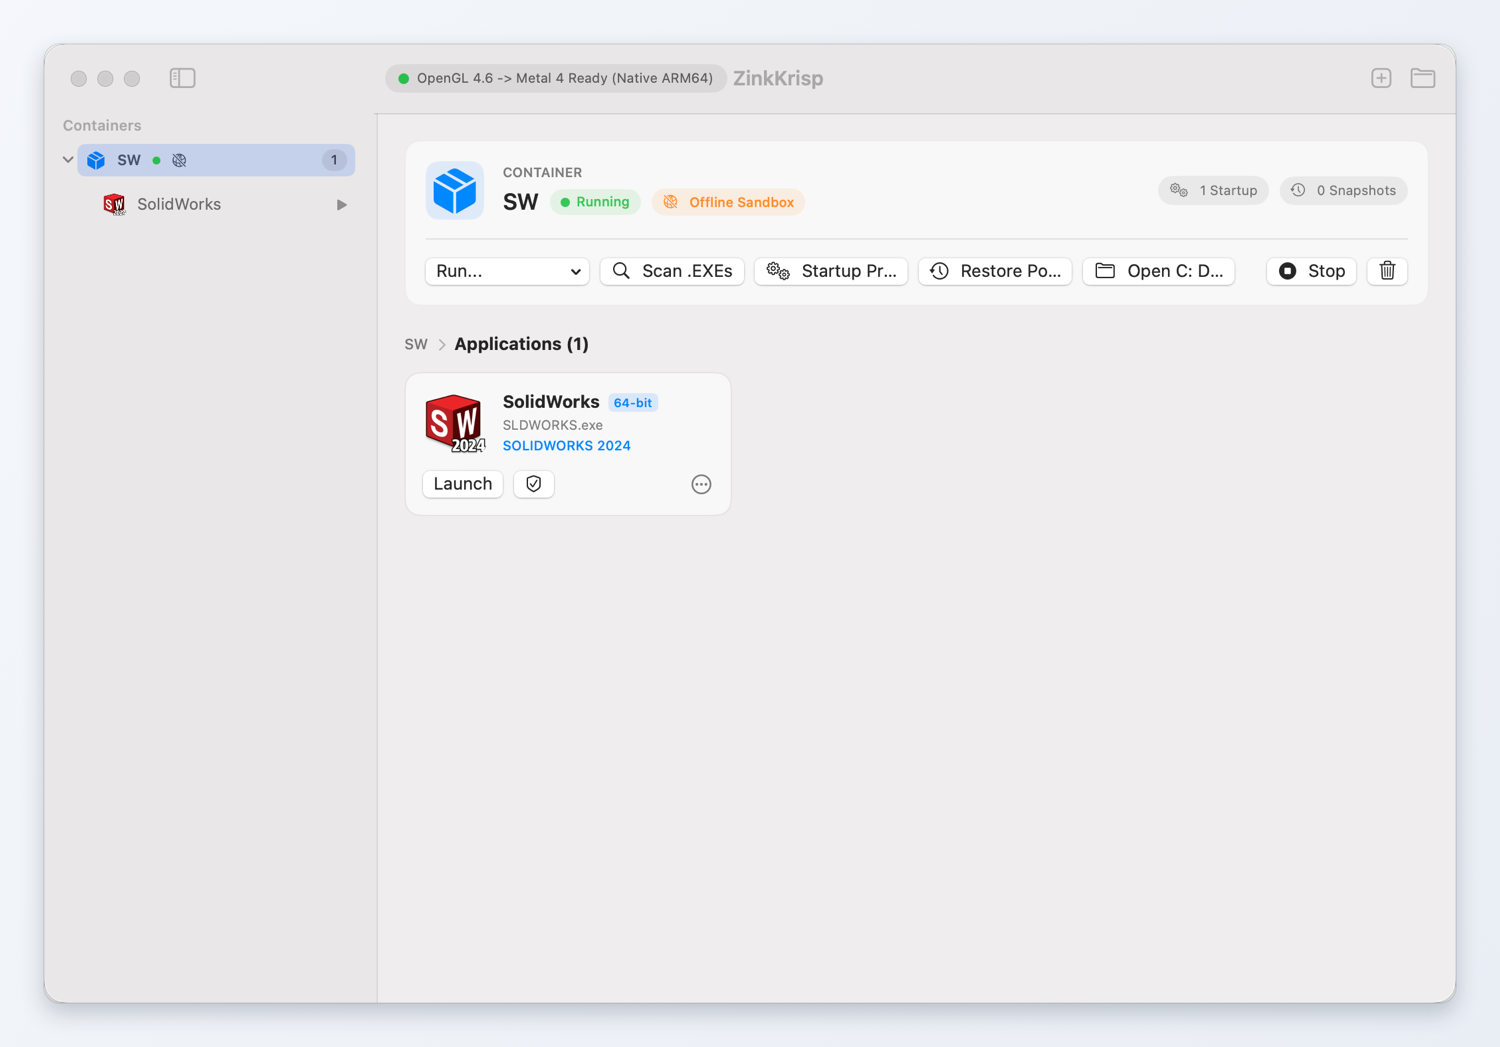 OpenGL 4.6 -> Metal 4 Ready (Native ARM64) ZinkKrisp
Containers
SW 1
SolidWorks
CONTAINER
SW Running Offline Sandbox
1 Startup 0 Snapshots
Run... Scan .EXEs Startup Pr... Restore Po... Open C: D... Stop
SW > Applications (1)
SW 2024
SolidWorks 64-bit
SLDWORKS.exe
SOLIDWORKS 2024
Launch